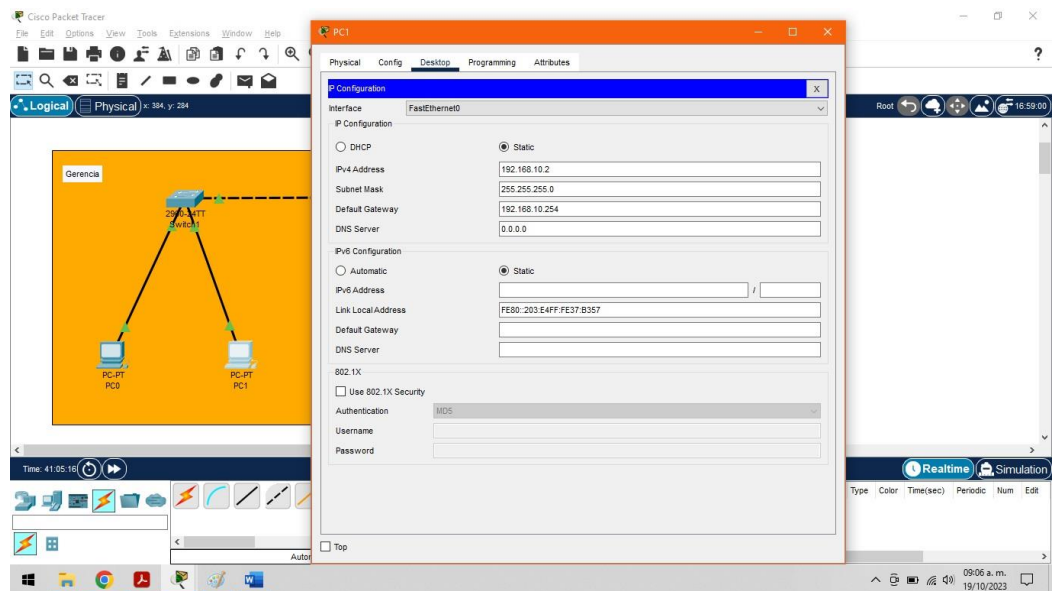 Cisco Packet Tracer
File Edit Options View Tools Extensions Window Help
?
Logical Physical x: 384, y: 284
Root 16:59:00
Gerencia
2960-24TT
Switch1
PC-PT
PC0
PC-PT
PC1
PC1
Physical Config Desktop Programming Attributes
IP Configuration X
Interface FastEthernet0
IP Configuration
DHCP Static
IPv4 Address 192.168.10.2
Subnet Mask 255.255.255.0
Default Gateway 192.168.10.254
DNS Server 0.0.0.0
IPv6 Configuration
Automatic Static
IPv6 Address /
Link Local Address FE80::203:E4FF:FE37:B357
Default Gateway
DNS Server
802.1X
Use 802.1X Security
Authentication MD5
Username
Password
Top
Time: 41:05:16
Realtime Simulation
Type Color Time(sec) Periodic Num Edit
09:06 a. m.
19/10/2023